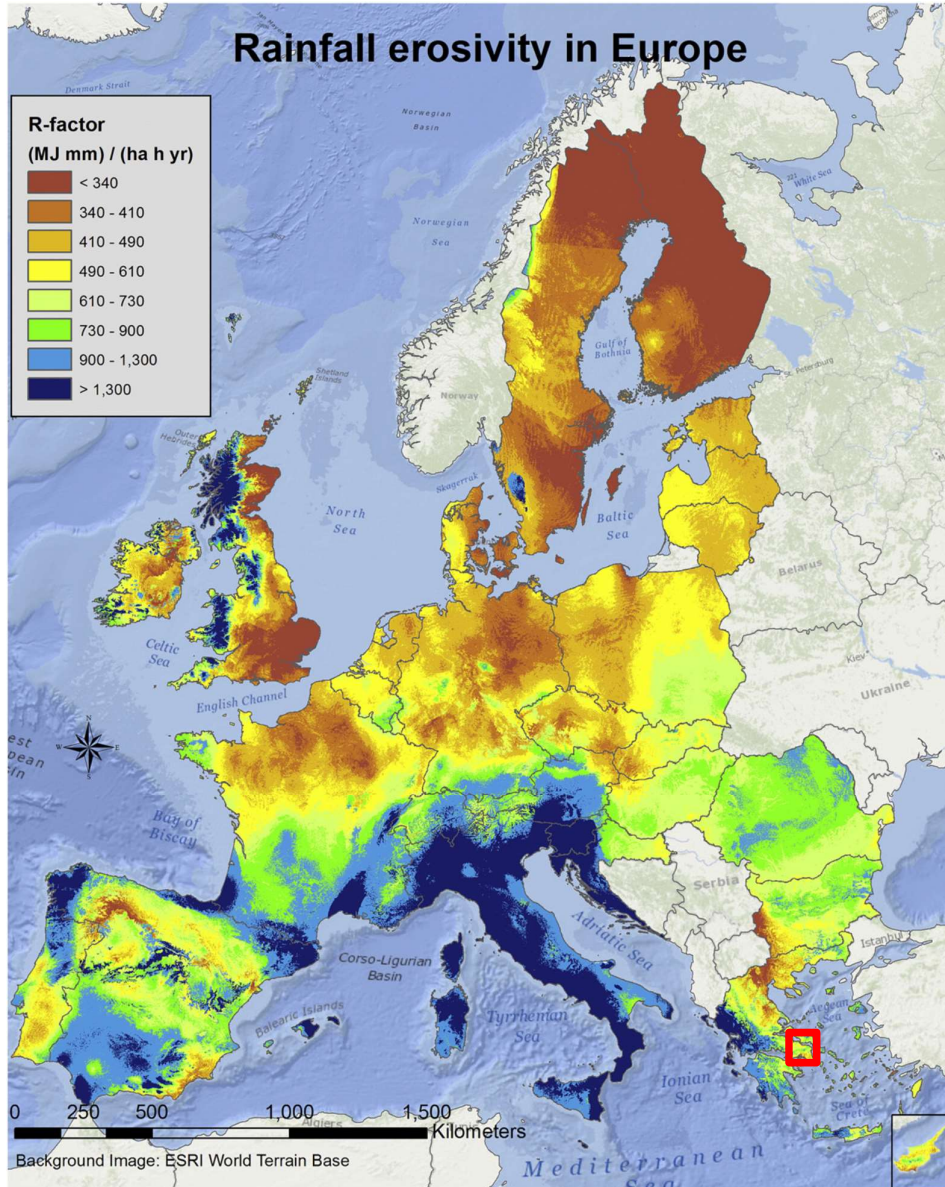 Rainfall erosivity in Europe
Denmark Strait
R-factor
(MJ mm) / (ha h yr)
< 340
340 - 410
410 - 490
490 - 610
610 - 730
730 - 900
900 - 1,300
> 1,300
Norwegian
Basin
Norwegian
Sea
221
White Sea
Shetland
Islands
Outer
Hebrides
Norway
Gulf of
Bothnia
St. Petersburg
Skagerrak
North
Sea
Baltic
Sea
Belarus
Celtic
Sea
English Channel
Kiev
Ukraine
N
W
E
S
Bay of
Biscay
Serbia
Adriatic Sea
Istanbul
Corso-Ligurian
Basin
Balearic Islands
Tyrrhenian
Sea
Aegean
Sea
Ionian
Sea
Sea of
Crete
0 250 500 1,000 1,500
Kilometers
Algiers
Background Image: ESRI World Terrain Base
Mediterranean
Sea